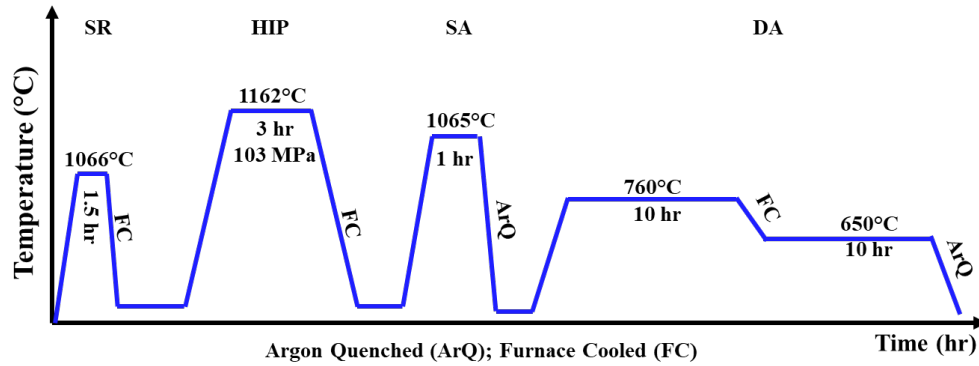 SR
HIP
SA
DA
Temperature (°C)
1066°C
1.5 hr
FC
1162°C
3 hr
103 MPa
FC
1065°C
1 hr
ArQ
760°C
10 hr
FC
650°C
10 hr
ArQ
Time (hr)
Argon Quenched (ArQ); Furnace Cooled (FC)